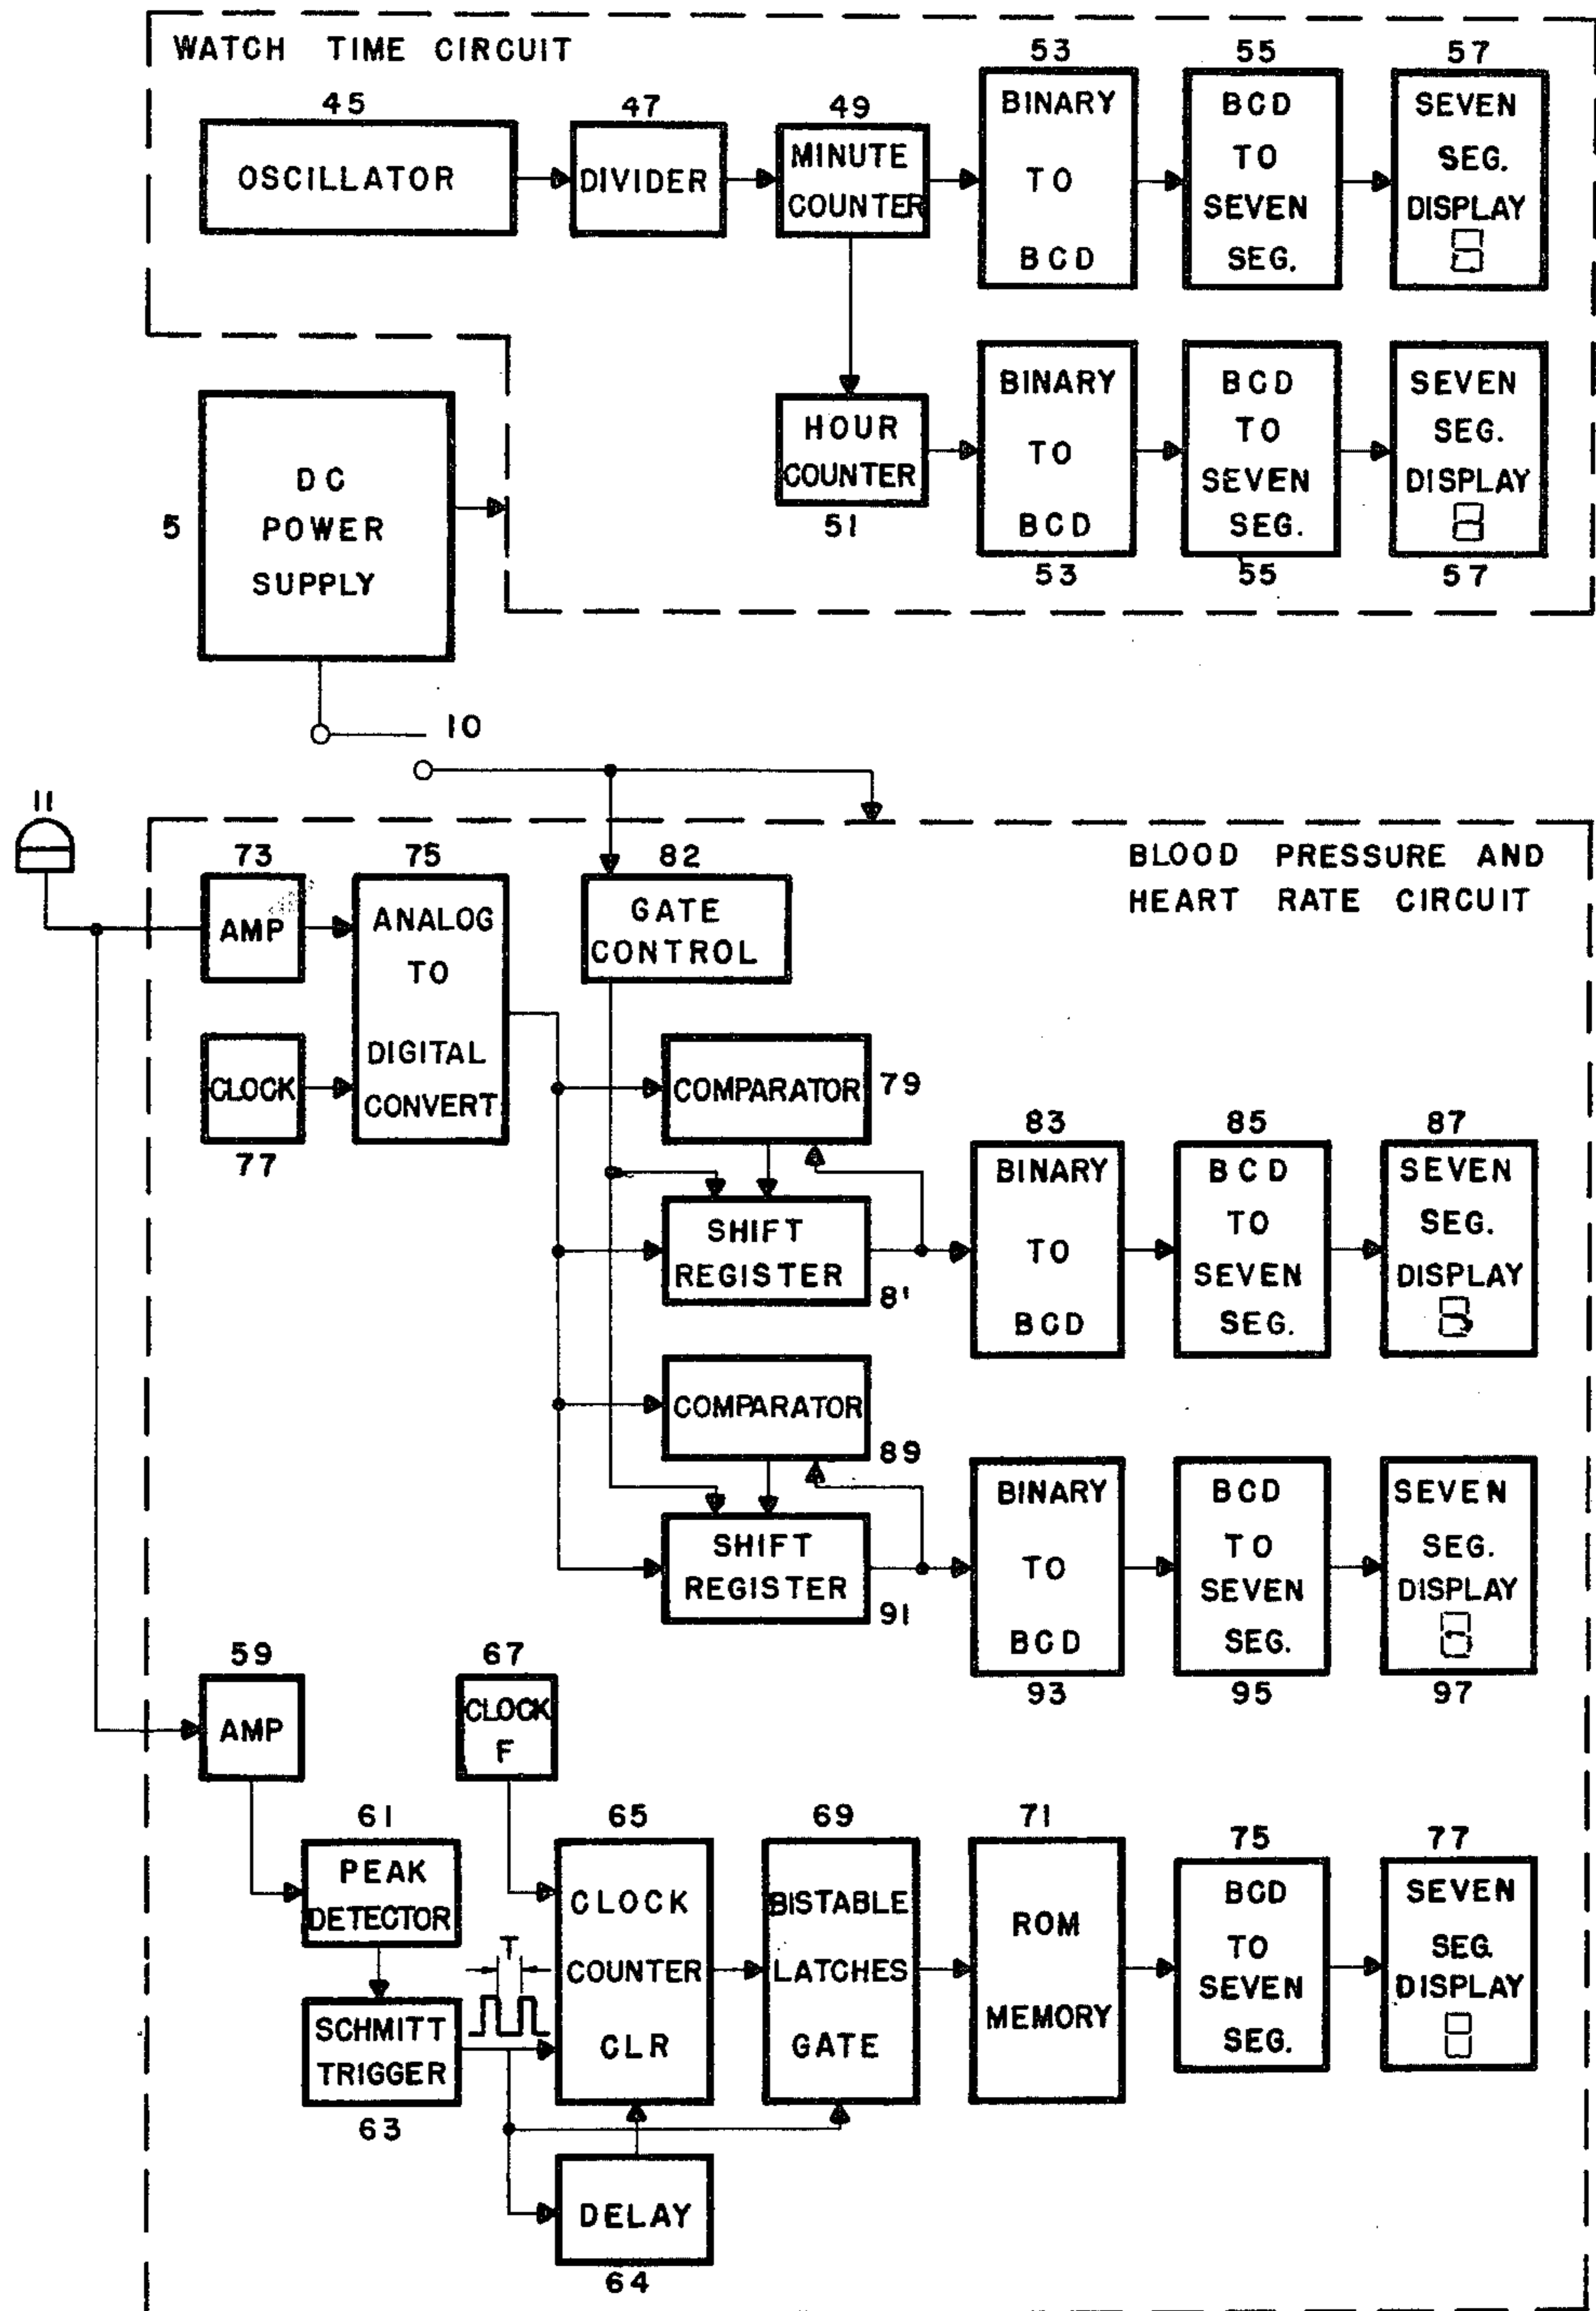 WATCH TIME CIRCUIT
45
OSCILLATOR
47
DIVIDER
49
MINUTE
COUNTER
53
BINARY
TO
BCD
55
BCD
TO
SEVEN
SEG.
57
SEVEN
SEG.
DISPLAY
HOUR
COUNTER
51
BINARY
TO
BCD
53
BCD
TO
SEVEN
SEG.
55
SEVEN
SEG.
DISPLAY
57
5
DC
POWER
SUPPLY
10
11
BLOOD PRESSURE AND
HEART RATE CIRCUIT
73
AMP
75
ANALOG
TO
DIGITAL
CONVERT
CLOCK
77
82
GATE
CONTROL
COMPARATOR
79
SHIFT
REGISTER
81
83
BINARY
TO
BCD
85
BCD
TO
SEVEN
SEG.
87
SEVEN
SEG.
DISPLAY
COMPARATOR
89
SHIFT
REGISTER
91
BINARY
TO
BCD
93
BCD
TO
SEVEN
SEG.
95
SEVEN
SEG.
DISPLAY
97
59
AMP
67
CLOCK
F
61
PEAK
DETECTOR
SCHMITT
TRIGGER
63
T
65
CLOCK
COUNTER
CLR
69
BISTABLE
LATCHES
GATE
71
ROM
MEMORY
75
BCD
TO
SEVEN
SEG.
77
SEVEN
SEG.
DISPLAY
DELAY
64